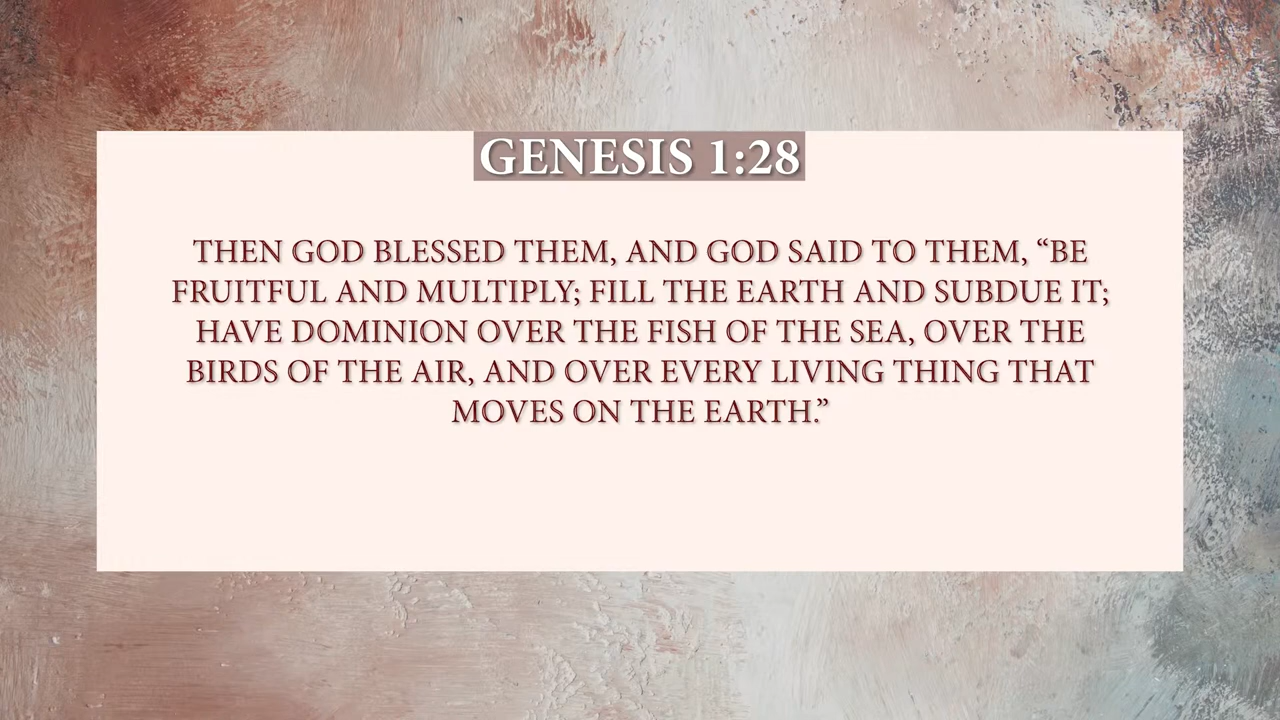 GENESIS 1:28
THEN GOD BLESSED THEM, AND GOD SAID TO THEM, “BE
FRUITFUL AND MULTIPLY; FILL THE EARTH AND SUBDUE IT;
HAVE DOMINION OVER THE FISH OF THE SEA, OVER THE
BIRDS OF THE AIR, AND OVER EVERY LIVING THING THAT
MOVES ON THE EARTH.”